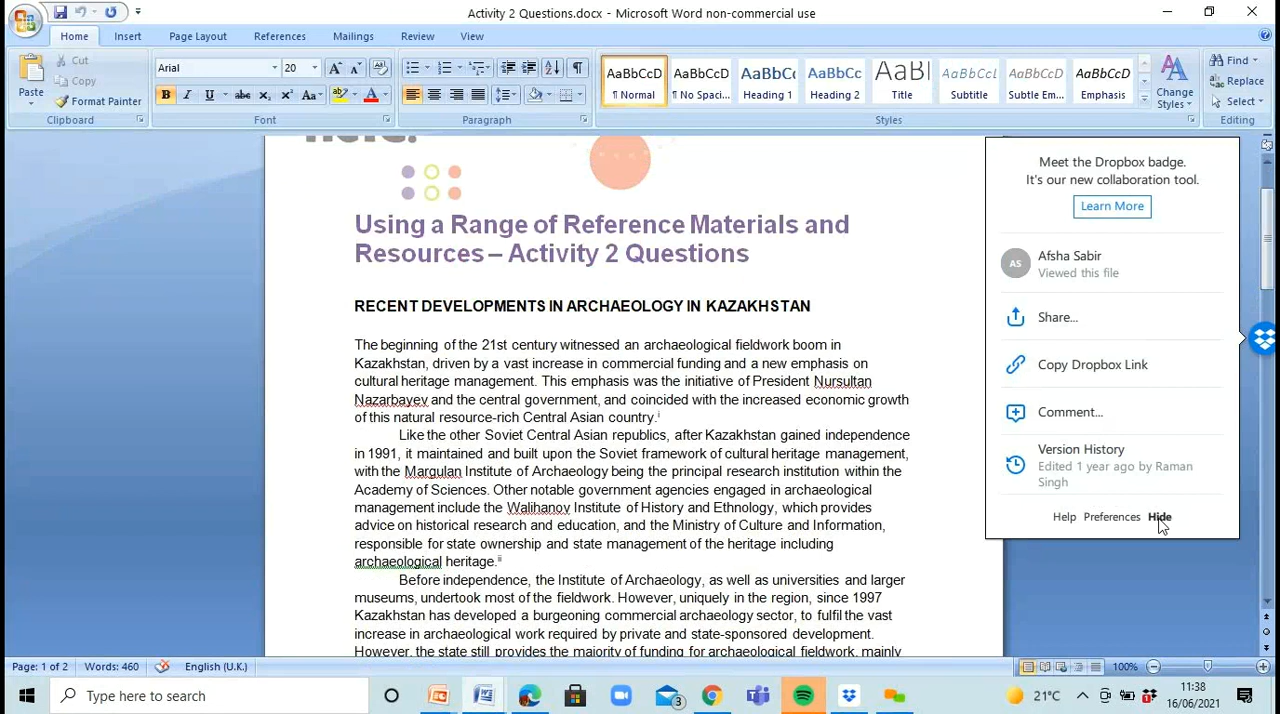 Activity 2 Questions.docx - Microsoft Word non-commercial use
Home Insert Page Layout References Mailings Review View
Paste
Cut
Copy
Format Painter
Clipboard
Arial 20
B I U abc X₂ X² Aa
Font
Paragraph
AaBbCcD AaBbCcD AaBbCc AaBbCc AaBl AaBbCcL AaBbCcL AaBbCcL
¶ Normal ¶ No Spaci... Heading 1 Heading 2 Title Subtitle Subtle Em... Emphasis
Styles
Change
Styles
Find
Replace
Select
Editing
Using a Range of Reference Materials and
Resources – Activity 2 Questions
RECENT DEVELOPMENTS IN ARCHAEOLOGY IN KAZAKHSTAN
The beginning of the 21st century witnessed an archaeological fieldwork boom in
Kazakhstan, driven by a vast increase in commercial funding and a new emphasis on
cultural heritage management. This emphasis was the initiative of President Nursultan
Nazarbayev and the central government, and coincided with the increased economic growth
of this natural resource-rich Central Asian country.ⁱ
Like the other Soviet Central Asian republics, after Kazakhstan gained independence
in 1991, it maintained and built upon the Soviet framework of cultural heritage management,
with the Margulan Institute of Archaeology being the principal research institution within the
Academy of Sciences. Other notable government agencies engaged in archaeological
management include the Walihanov Institute of History and Ethnology, which provides
advice on historical research and education, and the Ministry of Culture and Information,
responsible for state ownership and state management of the heritage including
archaeological heritage.ⁱⁱ
Before independence, the Institute of Archaeology, as well as universities and larger
museums, undertook most of the fieldwork. However, uniquely in the region, since 1997
Kazakhstan has developed a burgeoning commercial archaeology sector, to fulfil the vast
increase in archaeological work required by private and state-sponsored development.
However, the state still provides the majority of funding for archaeological fieldwork, mainly
Meet the Dropbox badge.
It's our new collaboration tool.
Learn More
AS
Afsha Sabir
Viewed this file
Share...
Copy Dropbox Link
Comment...
Version History
Edited 1 year ago by Raman
Singh
Help Preferences Hide
Page: 1 of 2 Words: 460 English (U.K.) 100%
Type here to search
3
21°C
11:38
16/06/2021